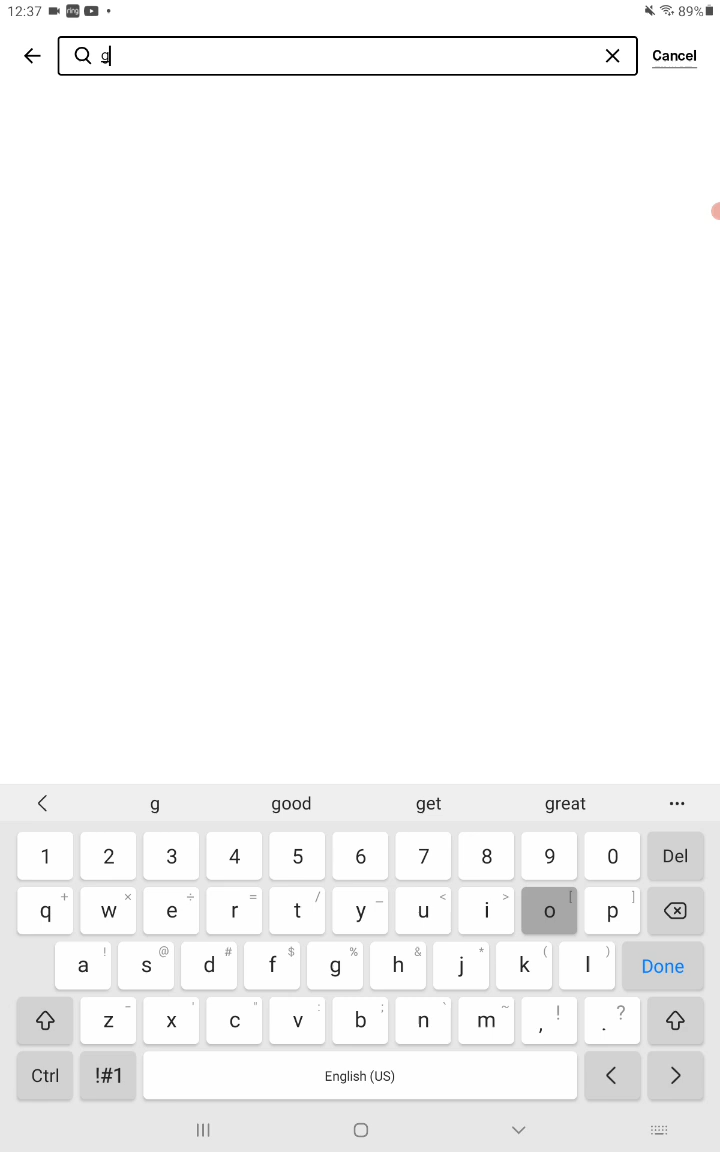 12:37 ring 89%
g Cancel
g good get great
1 2 3 4 5 6 7 8 9 0 Del
+ × ÷ = / _ < > [ ]
q w e r t y u i o p
! @ # $ % & * ( )
a s d f g h j k l Done
- ' " : ; ~ ! ?
z x c v b n m , .
Ctrl !#1 English (US) < >